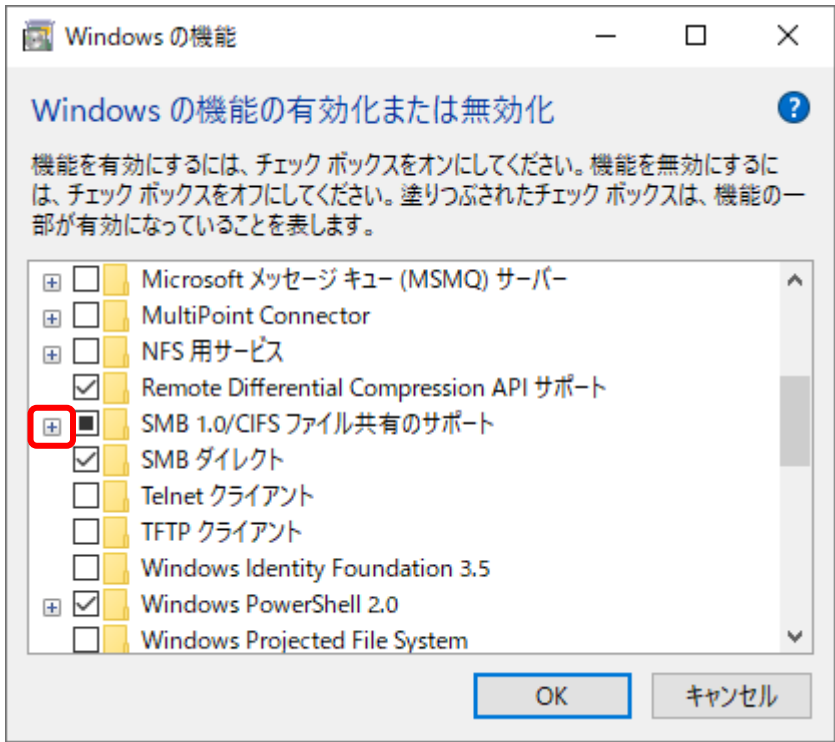 Windows の機能
Windows の機能の有効化または無効化
機能を有効にするには、チェック ボックスをオンにしてください。機能を無効にするに
は、チェック ボックスをオフにしてください。塗りつぶされたチェック ボックスは、機能の一
部が有効になっていることを表します。
Microsoft メッセージ キュー (MSMQ) サーバー
MultiPoint Connector
NFS 用サービス
Remote Differential Compression API サポート
SMB 1.0/CIFS ファイル共有のサポート
SMB ダイレクト
Telnet クライアント
TFTP クライアント
Windows Identity Foundation 3.5
Windows PowerShell 2.0
Windows Projected File System
OK
キャンセル